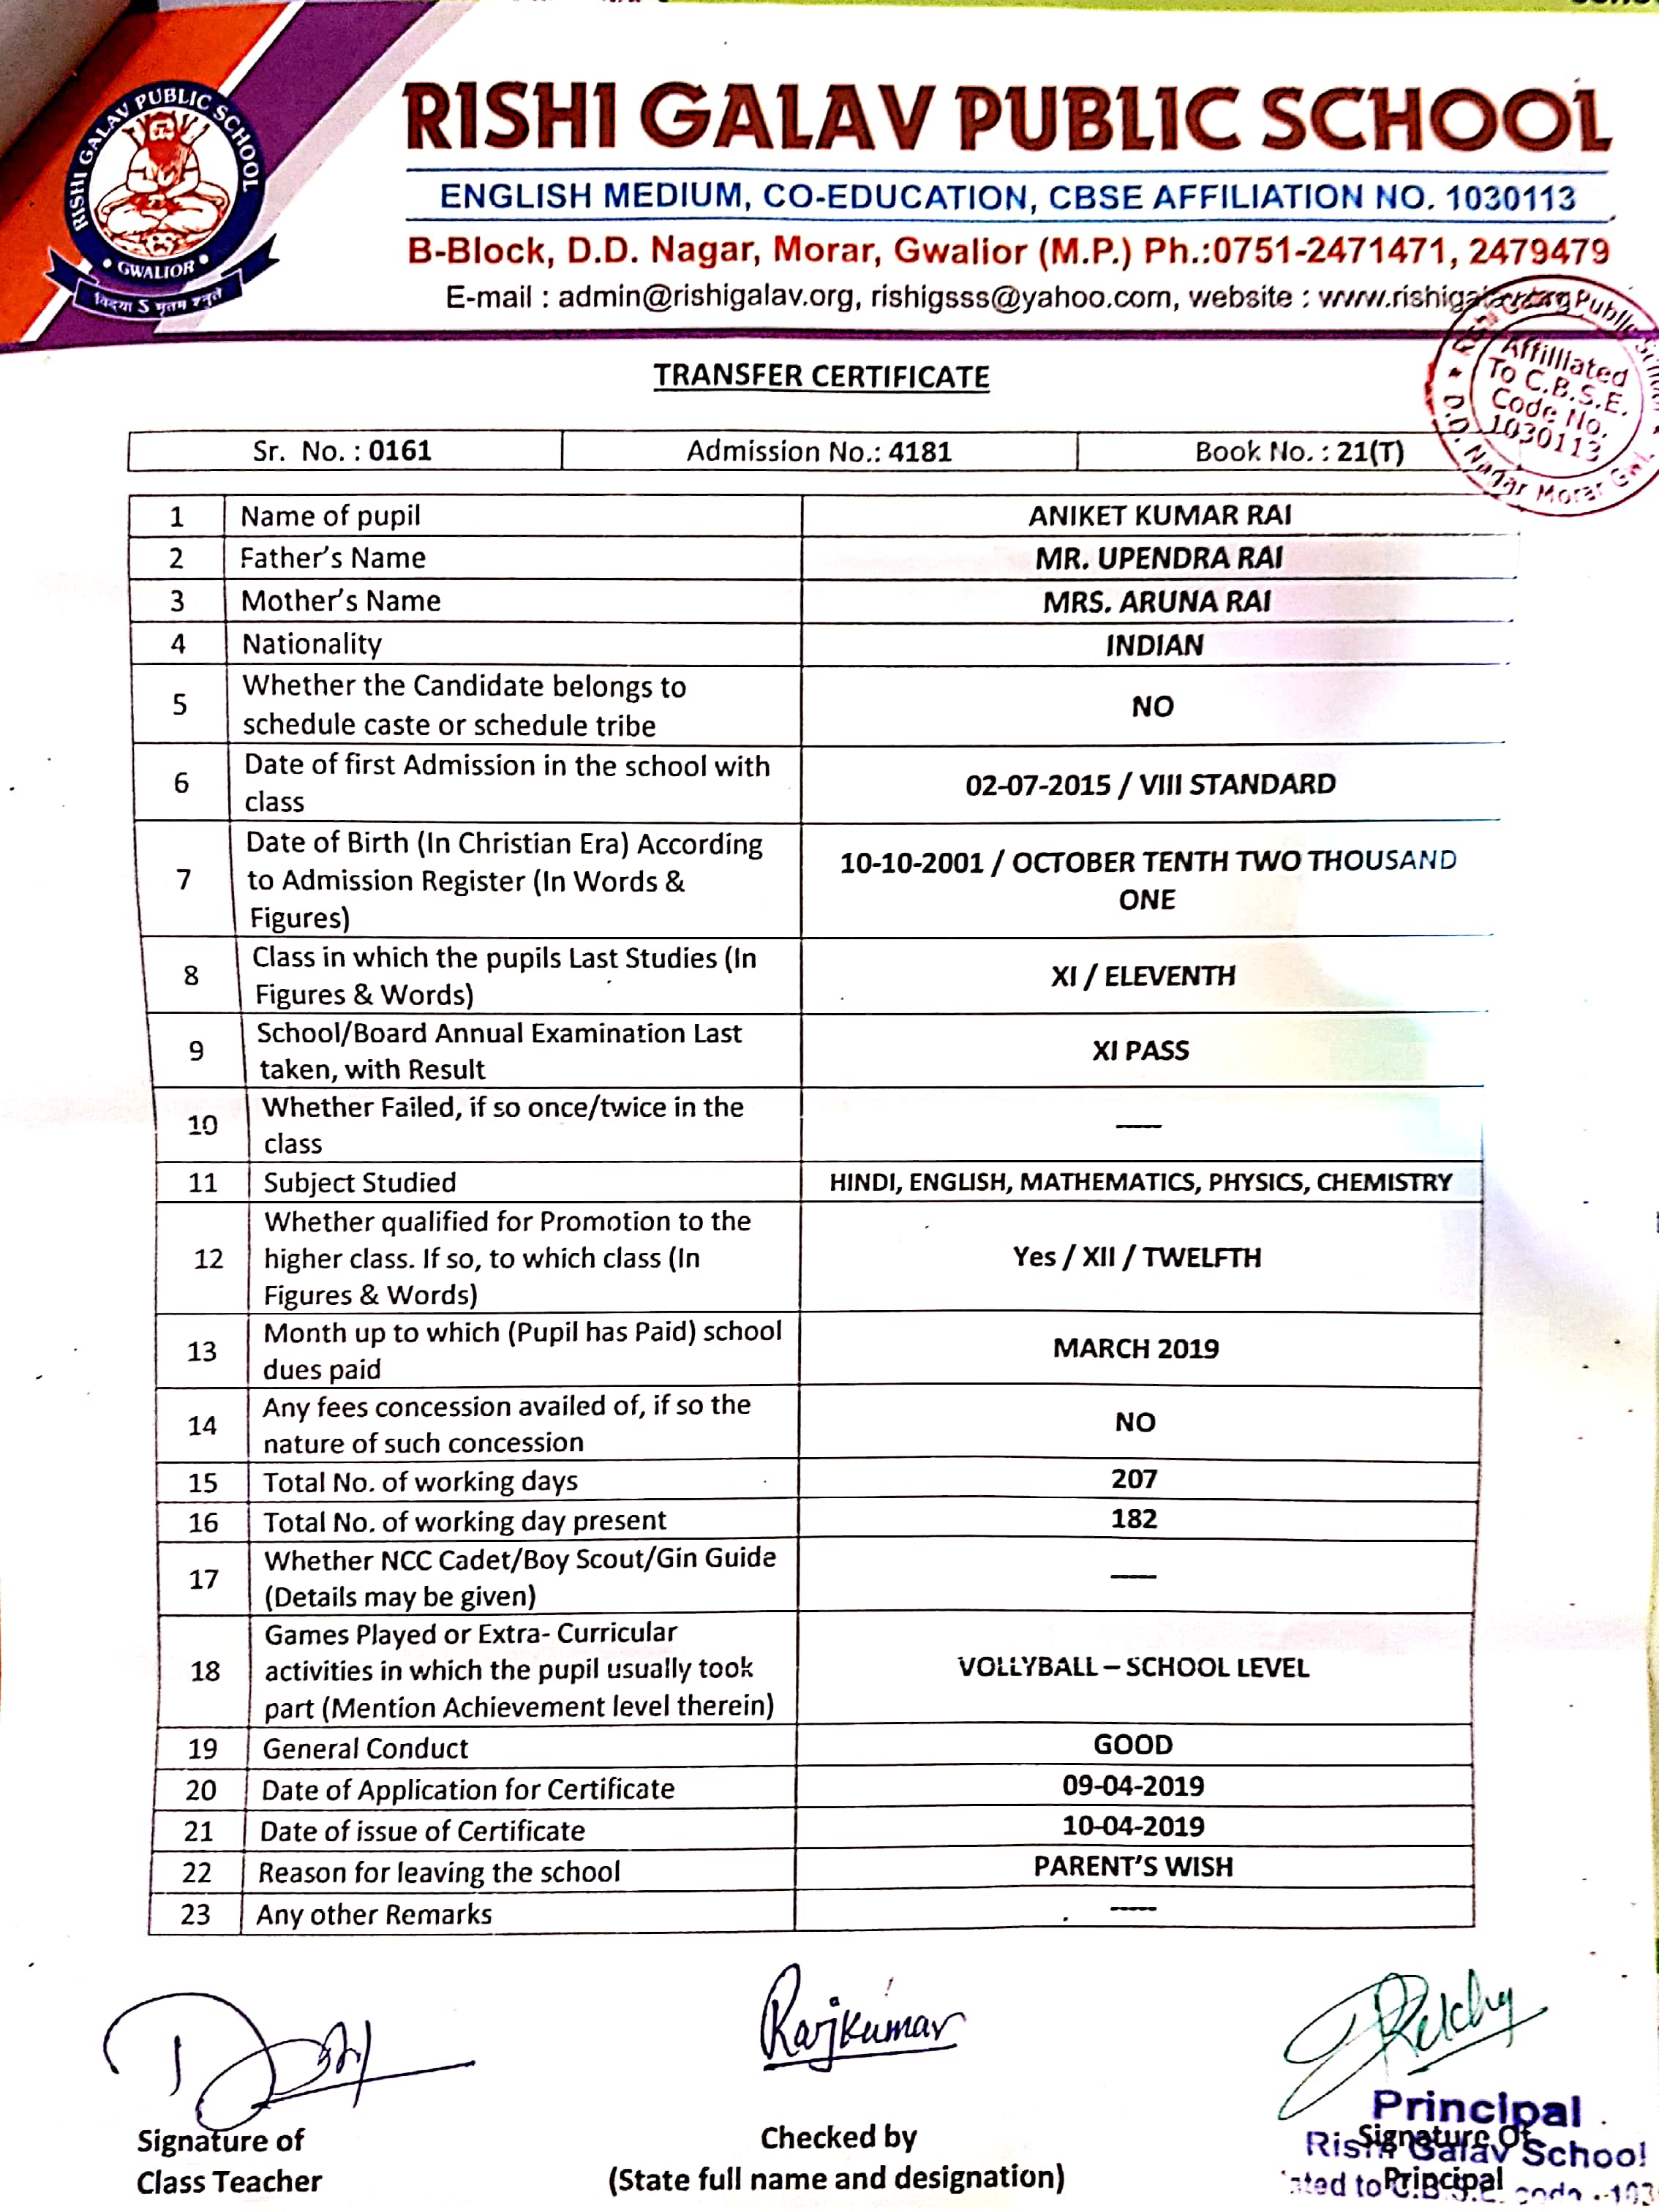 RISHI GALAV PUBLIC SCHOOL
• GWALIOR •
RISHI GALAV PUBLIC SCHOOL
ENGLISH MEDIUM, CO-EDUCATION, CBSE AFFILIATION NO. 1030113
B-Block, D.D. Nagar, Morar, Gwalior (M.P.) Ph.:0751-2471471, 2479479
E-mail : admin@rishigalav.org, rishigsss@yahoo.com, website : www.rishigalav.org
Public School
Affilliated
To C.B.S.E.
Code No.
1030113
D.D. Nagar Morar Gwl.
TRANSFER CERTIFICATE
Sr. No. : 0161 Admission No.: 4181 Book No. : 21(T)
1 Name of pupil ANIKET KUMAR RAI
2 Father's Name MR. UPENDRA RAI
3 Mother's Name MRS. ARUNA RAI
4 Nationality INDIAN
5 Whether the Candidate belongs to
schedule caste or schedule tribe NO
6 Date of first Admission in the school with
class 02-07-2015 / VIII STANDARD
7 Date of Birth (In Christian Era) According
to Admission Register (In Words &
Figures) 10-10-2001 / OCTOBER TENTH TWO THOUSAND
ONE
8 Class in which the pupils Last Studies (In
Figures & Words) XI / ELEVENTH
9 School/Board Annual Examination Last
taken, with Result XI PASS
10 Whether Failed, if so once/twice in the
class —
11 Subject Studied HINDI, ENGLISH, MATHEMATICS, PHYSICS, CHEMISTRY
12 Whether qualified for Promotion to the
higher class. If so, to which class (In
Figures & Words) Yes / XII / TWELFTH
13 Month up to which (Pupil has Paid) school
dues paid MARCH 2019
14 Any fees concession availed of, if so the
nature of such concession NO
15 Total No. of working days 207
16 Total No. of working day present 182
17 Whether NCC Cadet/Boy Scout/Gin Guide
(Details may be given) —
18 Games Played or Extra- Curricular
activities in which the pupil usually took
part (Mention Achievement level therein) VOLLYBALL – SCHOOL LEVEL
19 General Conduct GOOD
20 Date of Application for Certificate 09-04-2019
21 Date of issue of Certificate 10-04-2019
22 Reason for leaving the school PARENT'S WISH
23 Any other Remarks —
Rajkumar
Signature of
Class Teacher
Checked by
(State full name and designation)
Principal
Rishi Galav School
Signature Of
Principal